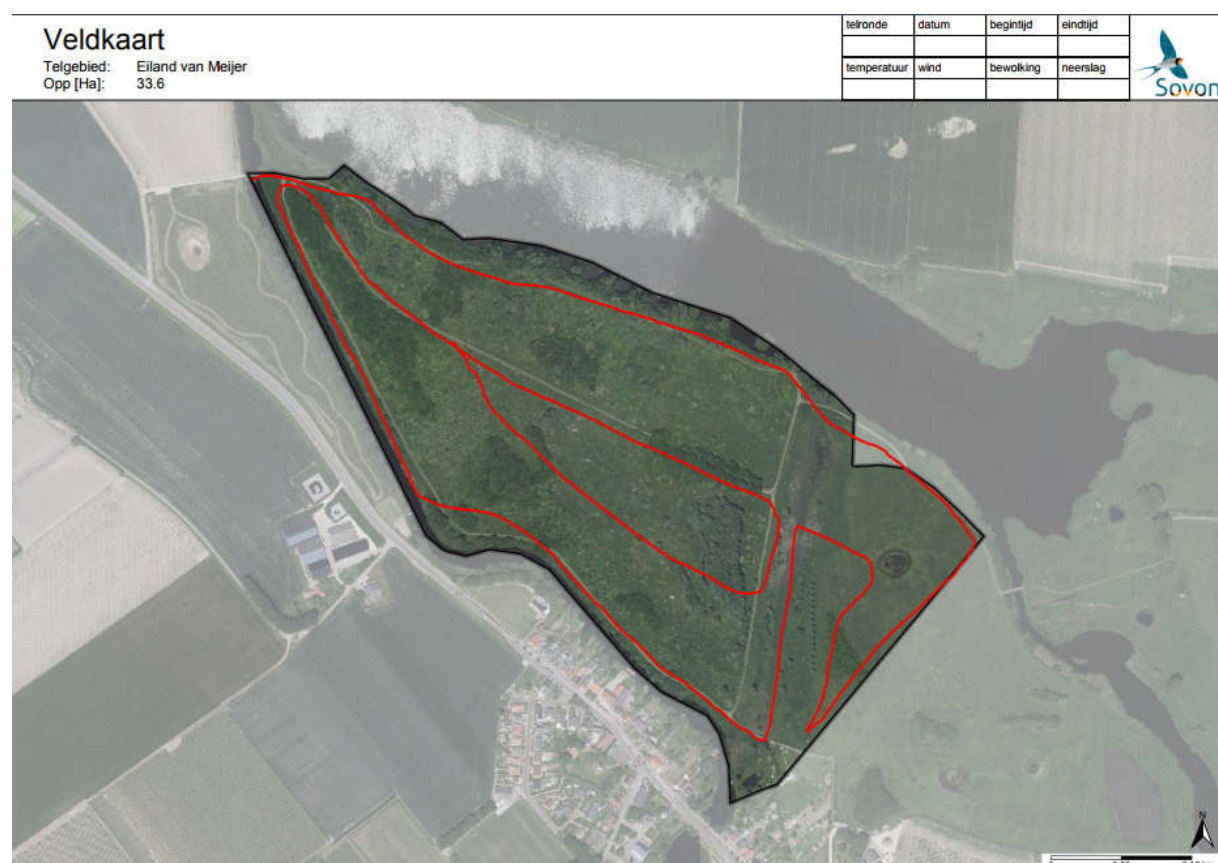 Veldkaart
Telgebied: Eiland van Meijer
Opp [Ha]: 33.6
telronde datum begintijd eindtijd
temperatuur wind bewolking neerslag
Sovon
N